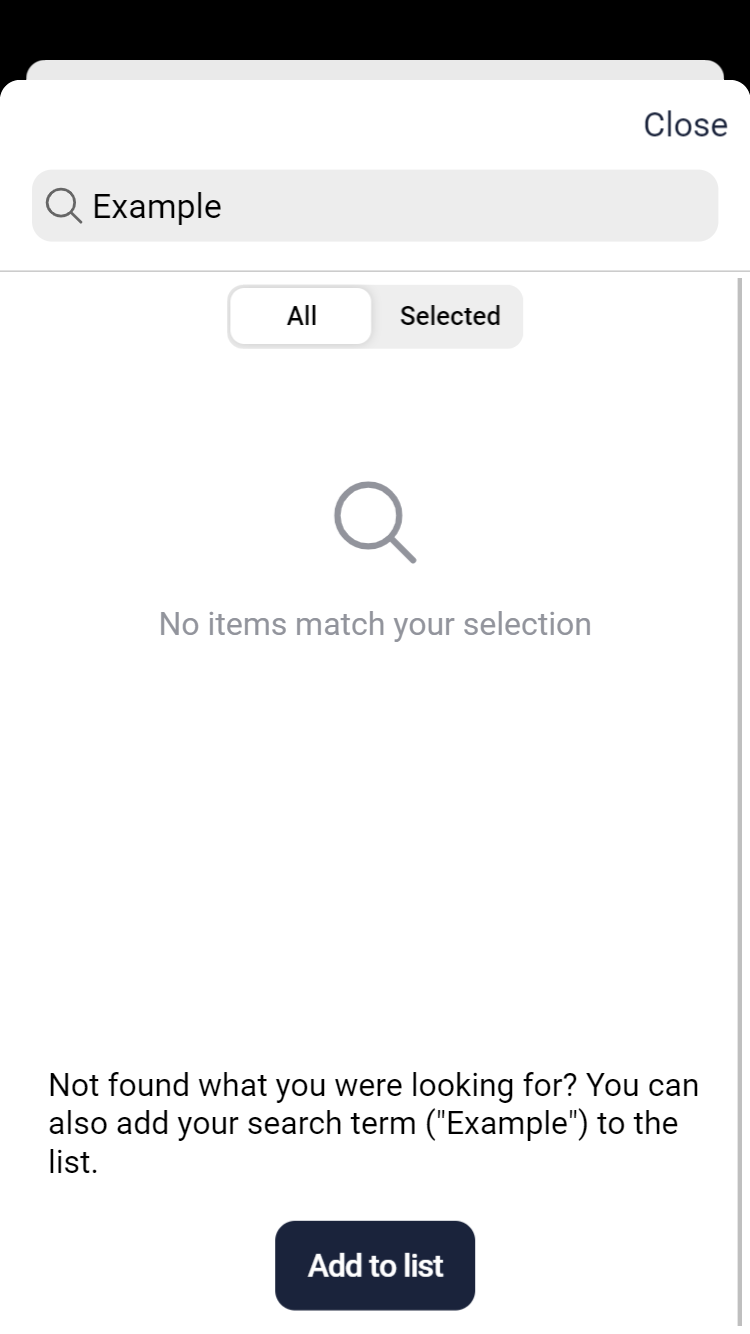 Close
Example
All
Selected
No items match your selection
Not found what you were looking for? You can
also add your search term ("Example") to the
list.
Add to list